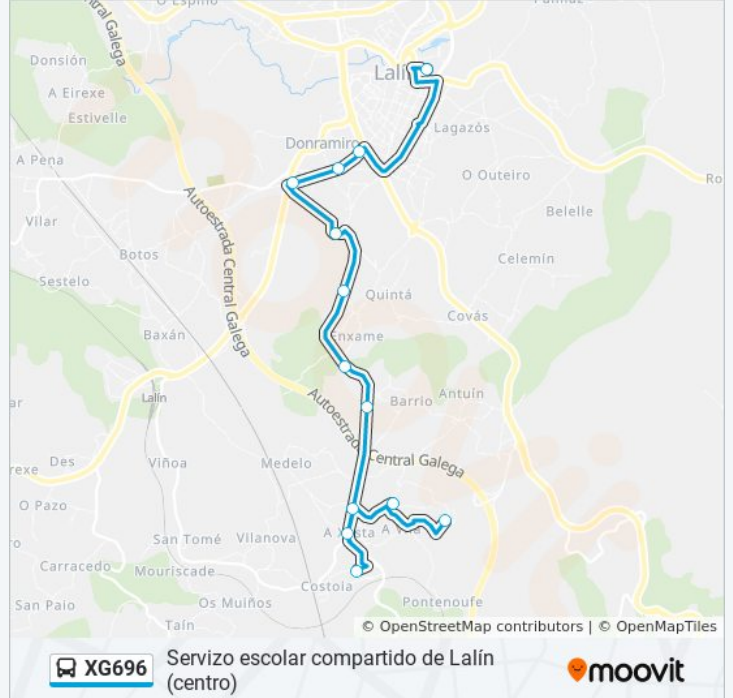 O Espiño
Donsión
A Eirexe
Estivelle
Lalín
Lagazós
Donramiro
A Pena
O Outeiro
Vilar
Belelle
Autoestrada Central Galega
Botos
Celemín
Sestelo
Quintá
Covás
Baxán
Enxame
Lalín
Barrio
Antuín
Autoestrada Central Galega
Des
Viñoa
Medelo
O Pazo
San Tomé
Vilanova
A Xesta
A Vila
Carracedo
Mouriscade
Costoia
San Paio
Os Muiños
Pontenoufe
Taín
© OpenStreetMap contributors | © OpenMapTiles
XG696
Servizo escolar compartido de Lalín
(centro)
moovit